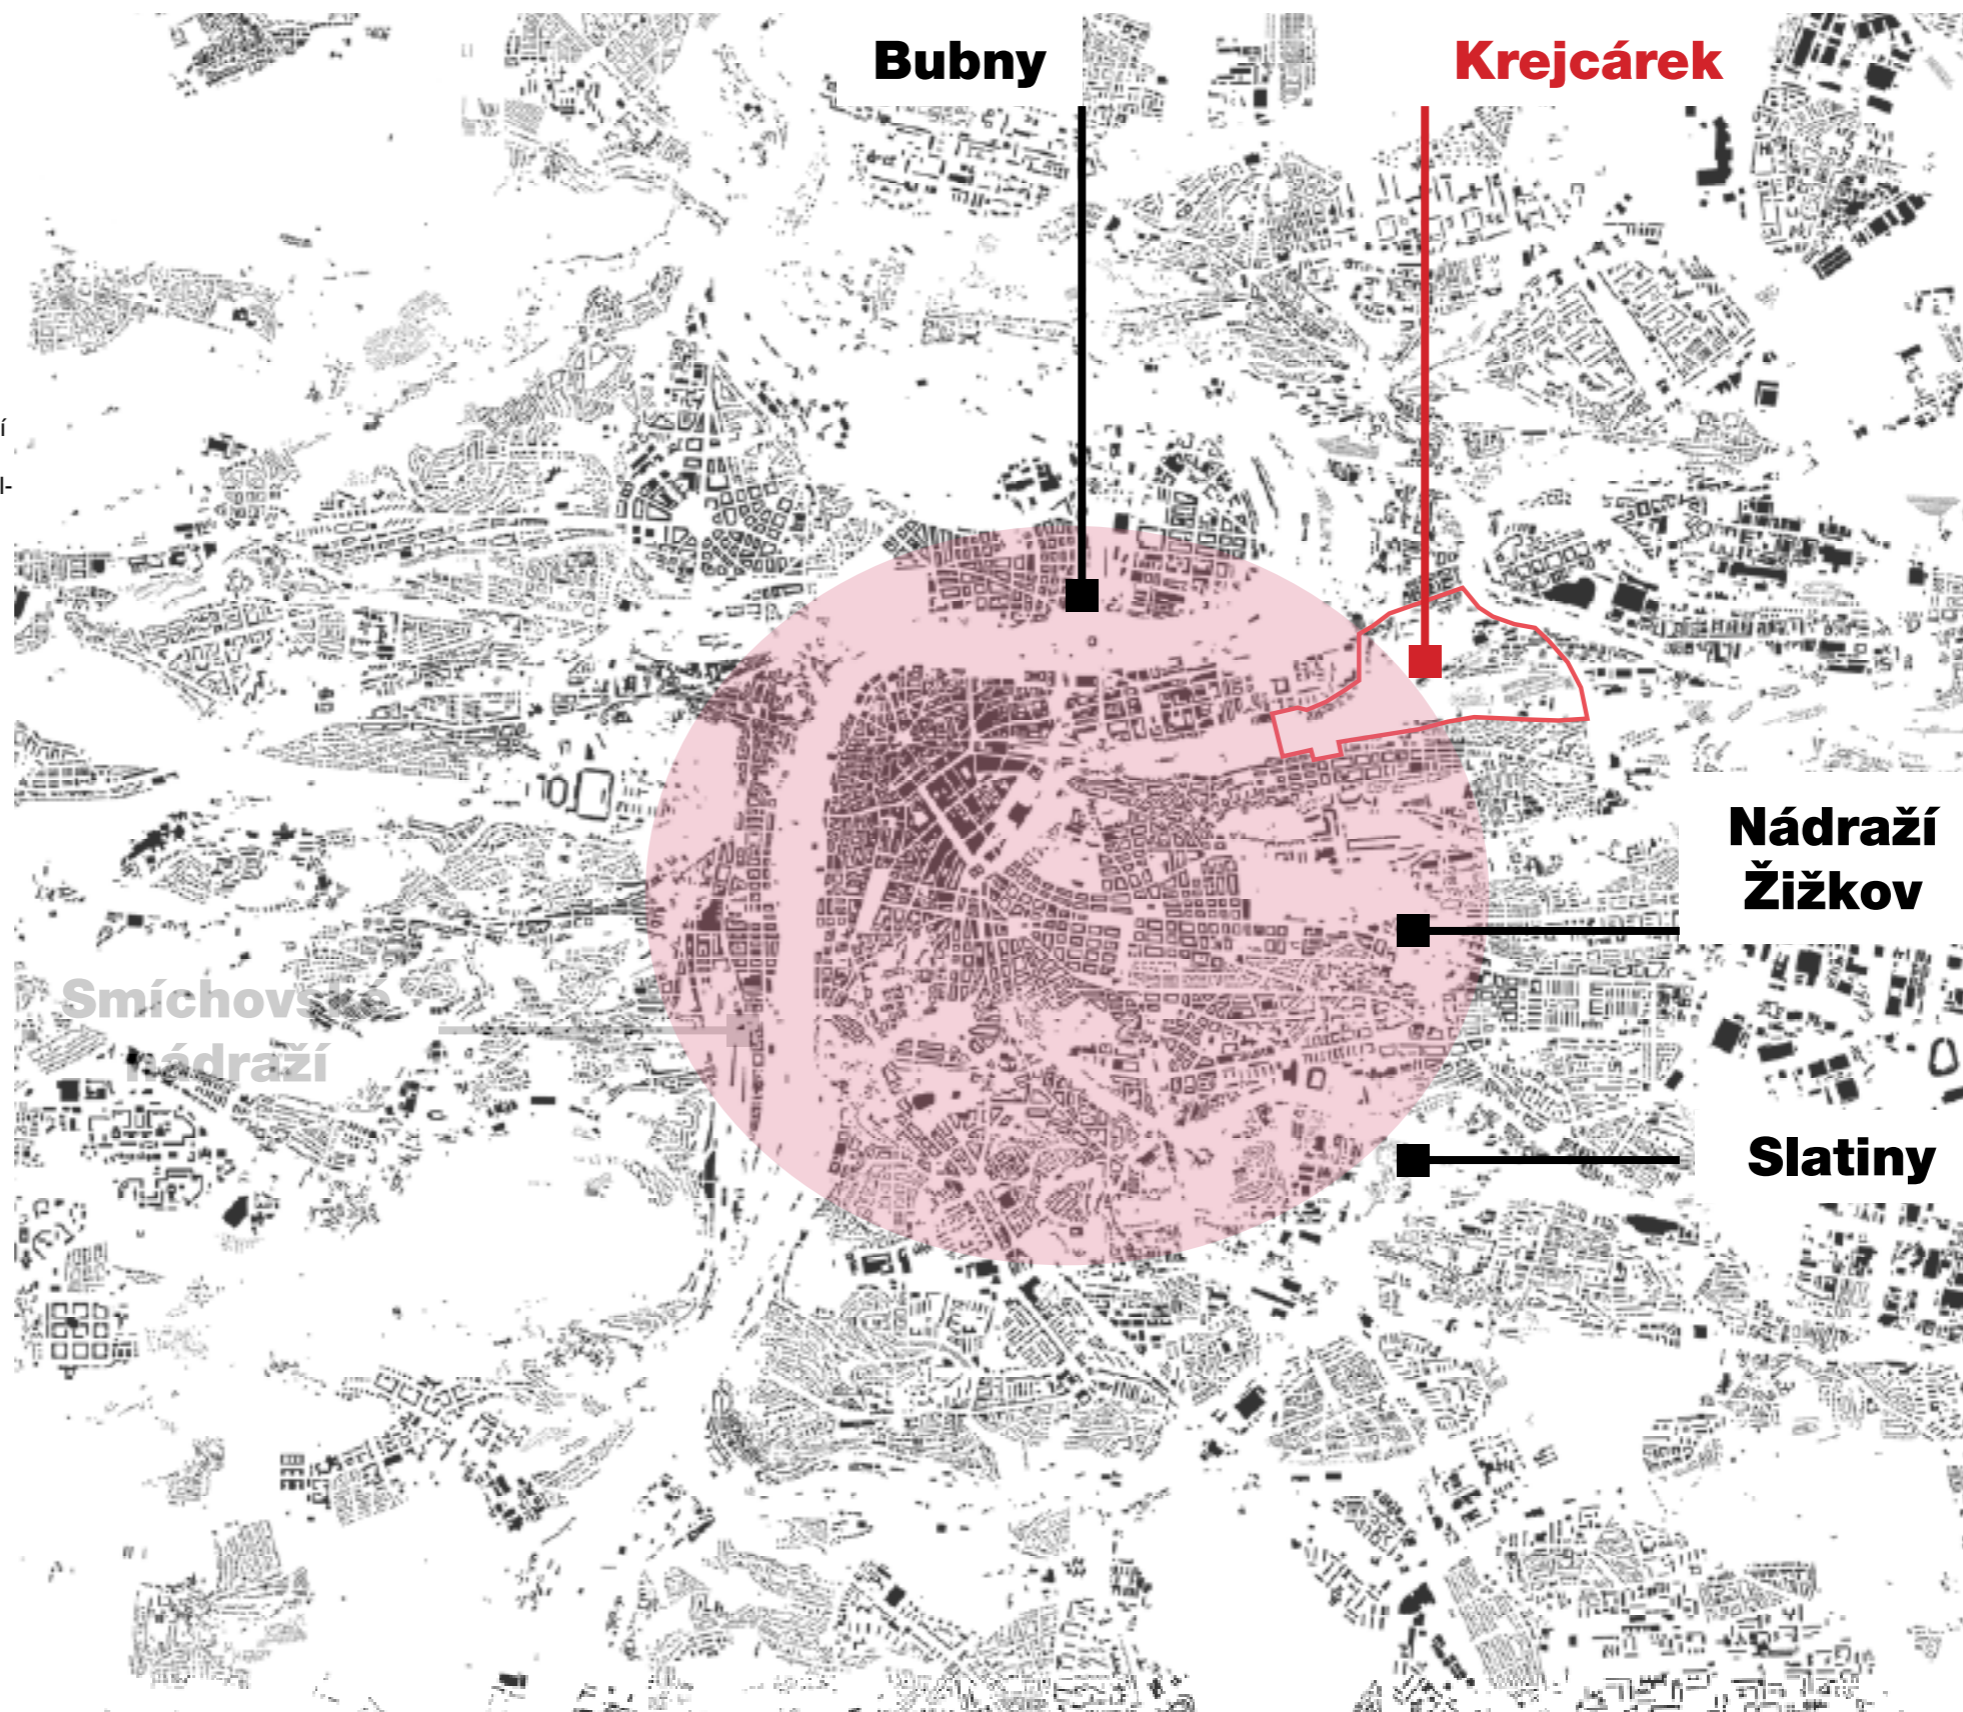 Bubny
Krejcárek
í
l-
Nádraží
Žižkov
Smíchovské
nádraží
Slatiny